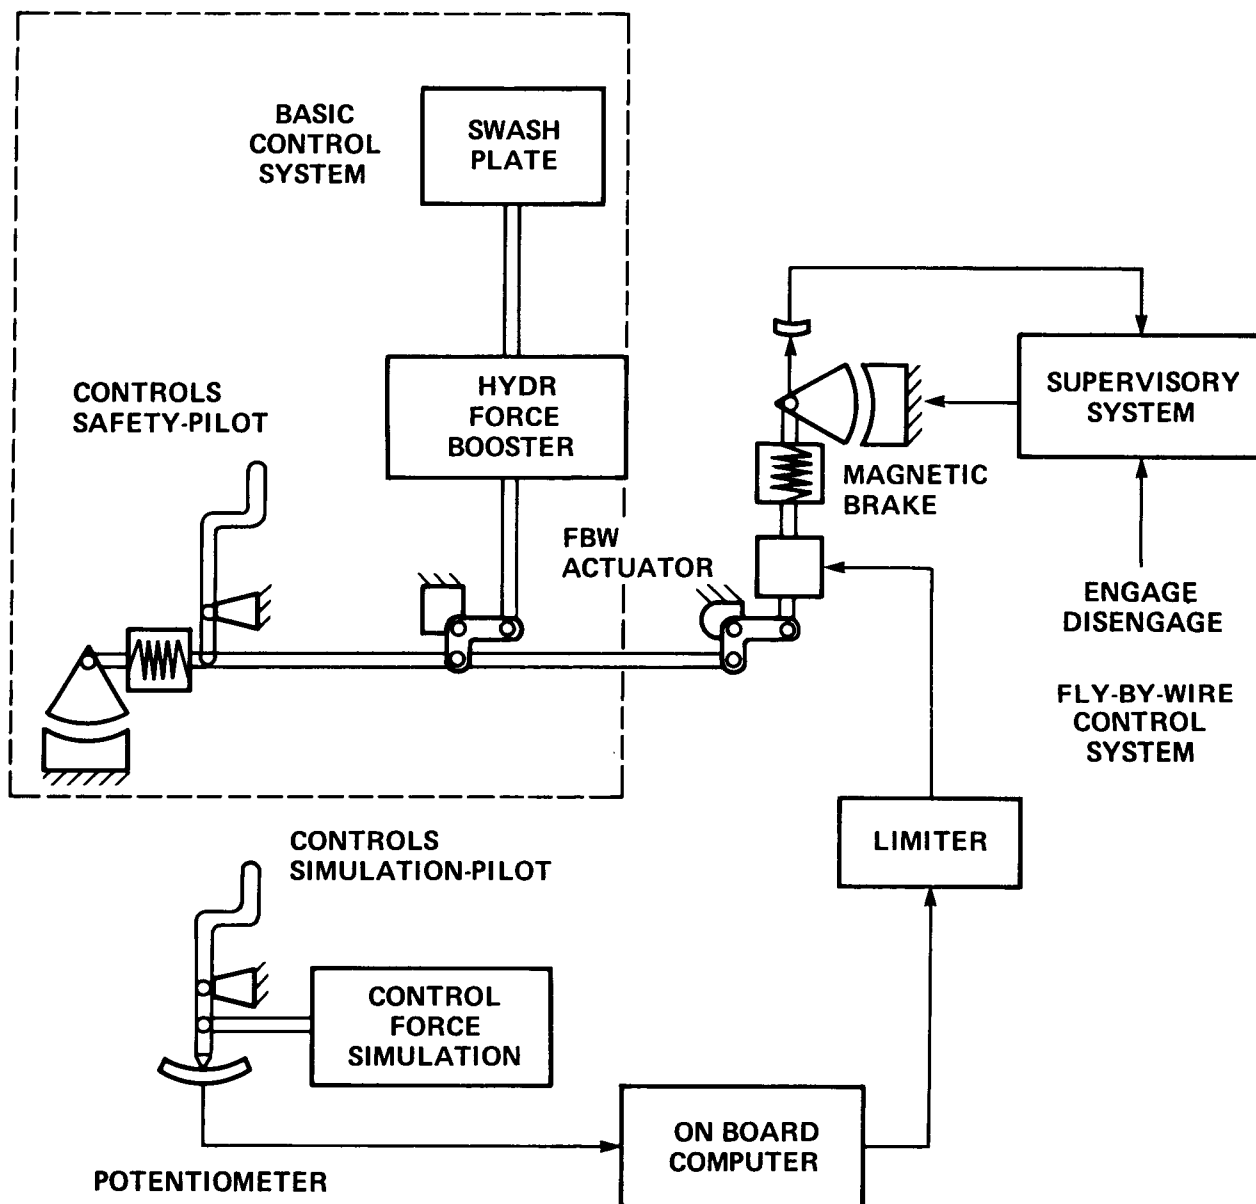 BASIC
CONTROL
SYSTEM
SWASH
PLATE
HYDR
FORCE
BOOSTER
CONTROLS
SAFETY-PILOT
FBW
ACTUATOR
MAGNETIC
BRAKE
SUPERVISORY
SYSTEM
ENGAGE
DISENGAGE
FLY-BY-WIRE
CONTROL
SYSTEM
LIMITER
CONTROLS
SIMULATION-PILOT
CONTROL
FORCE
SIMULATION
ON BOARD
COMPUTER
POTENTIOMETER